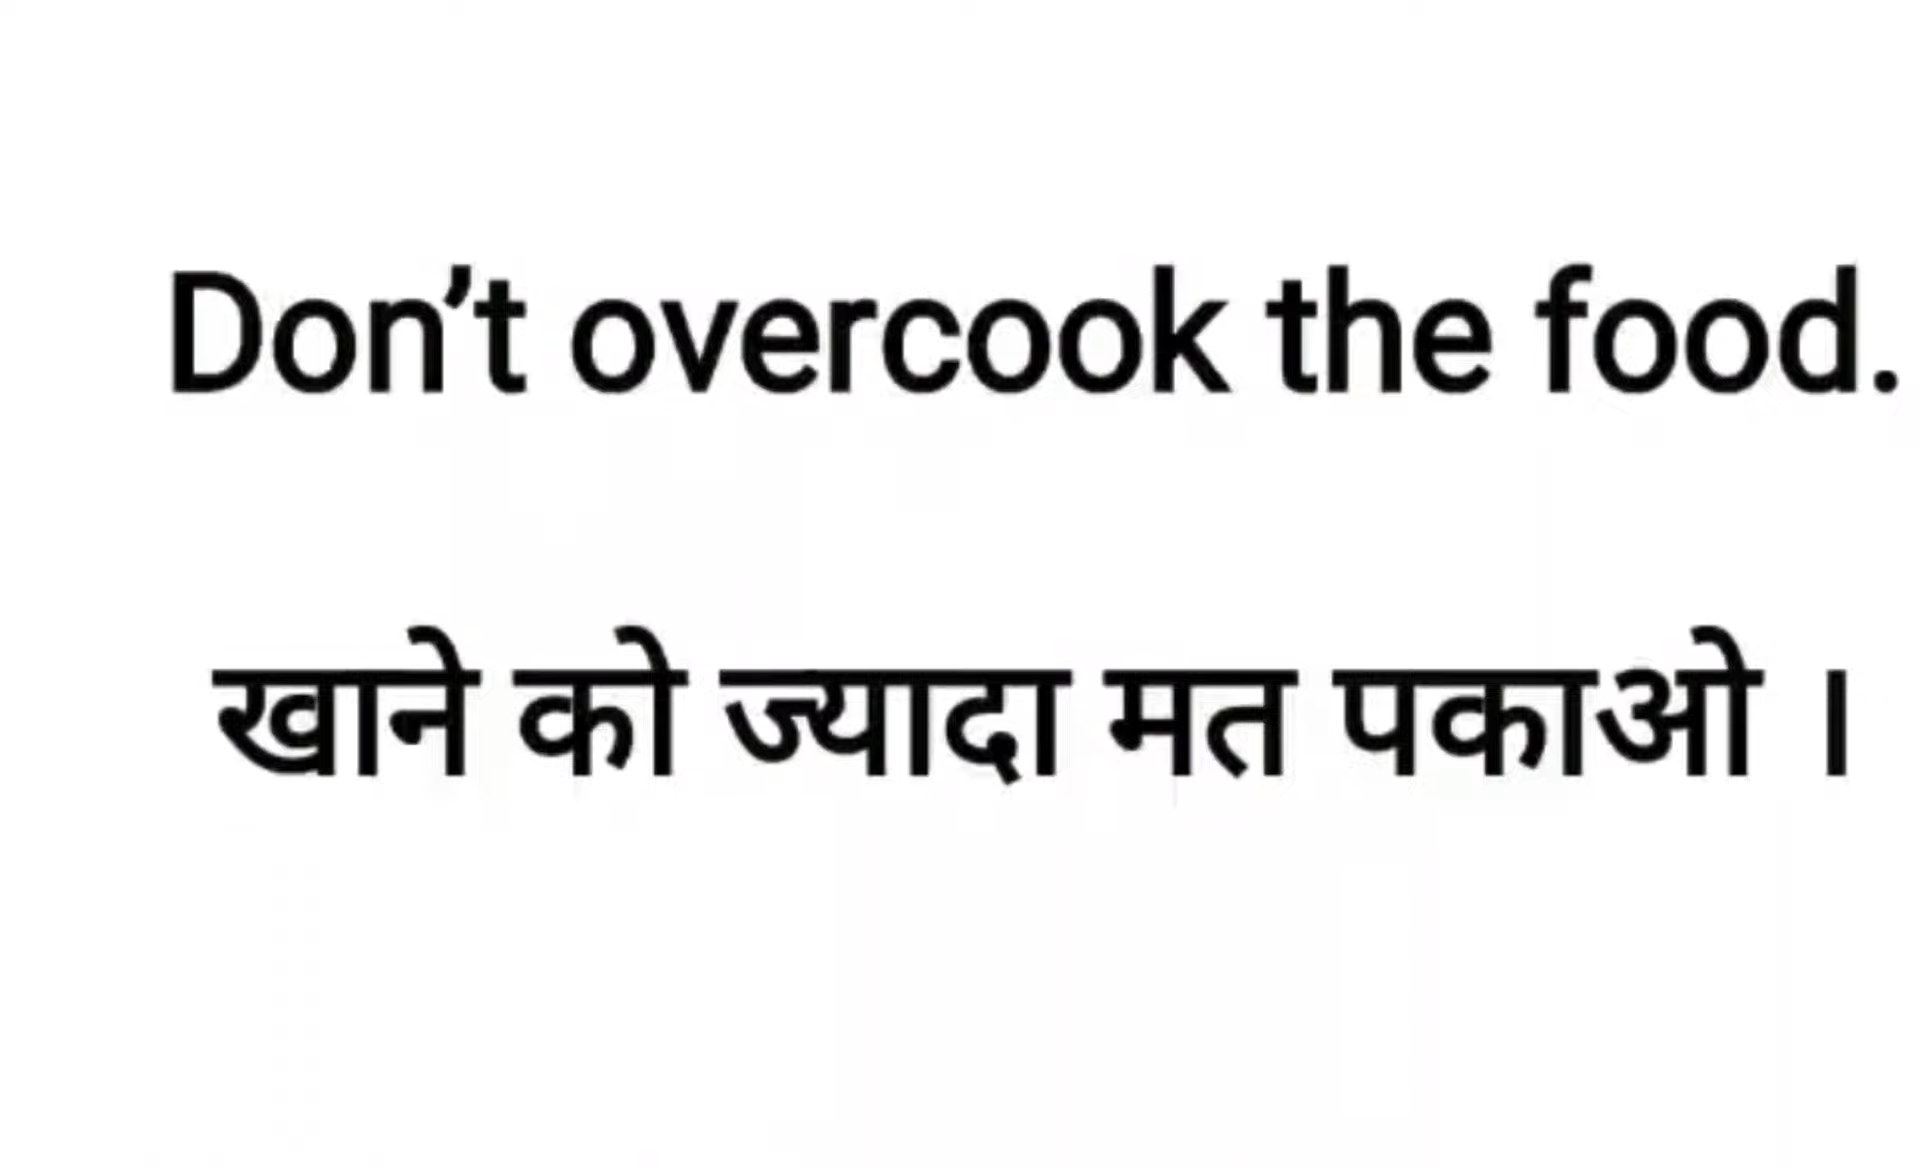 Don’t overcook the food.
खाने को ज्यादा मत पकाओ ।